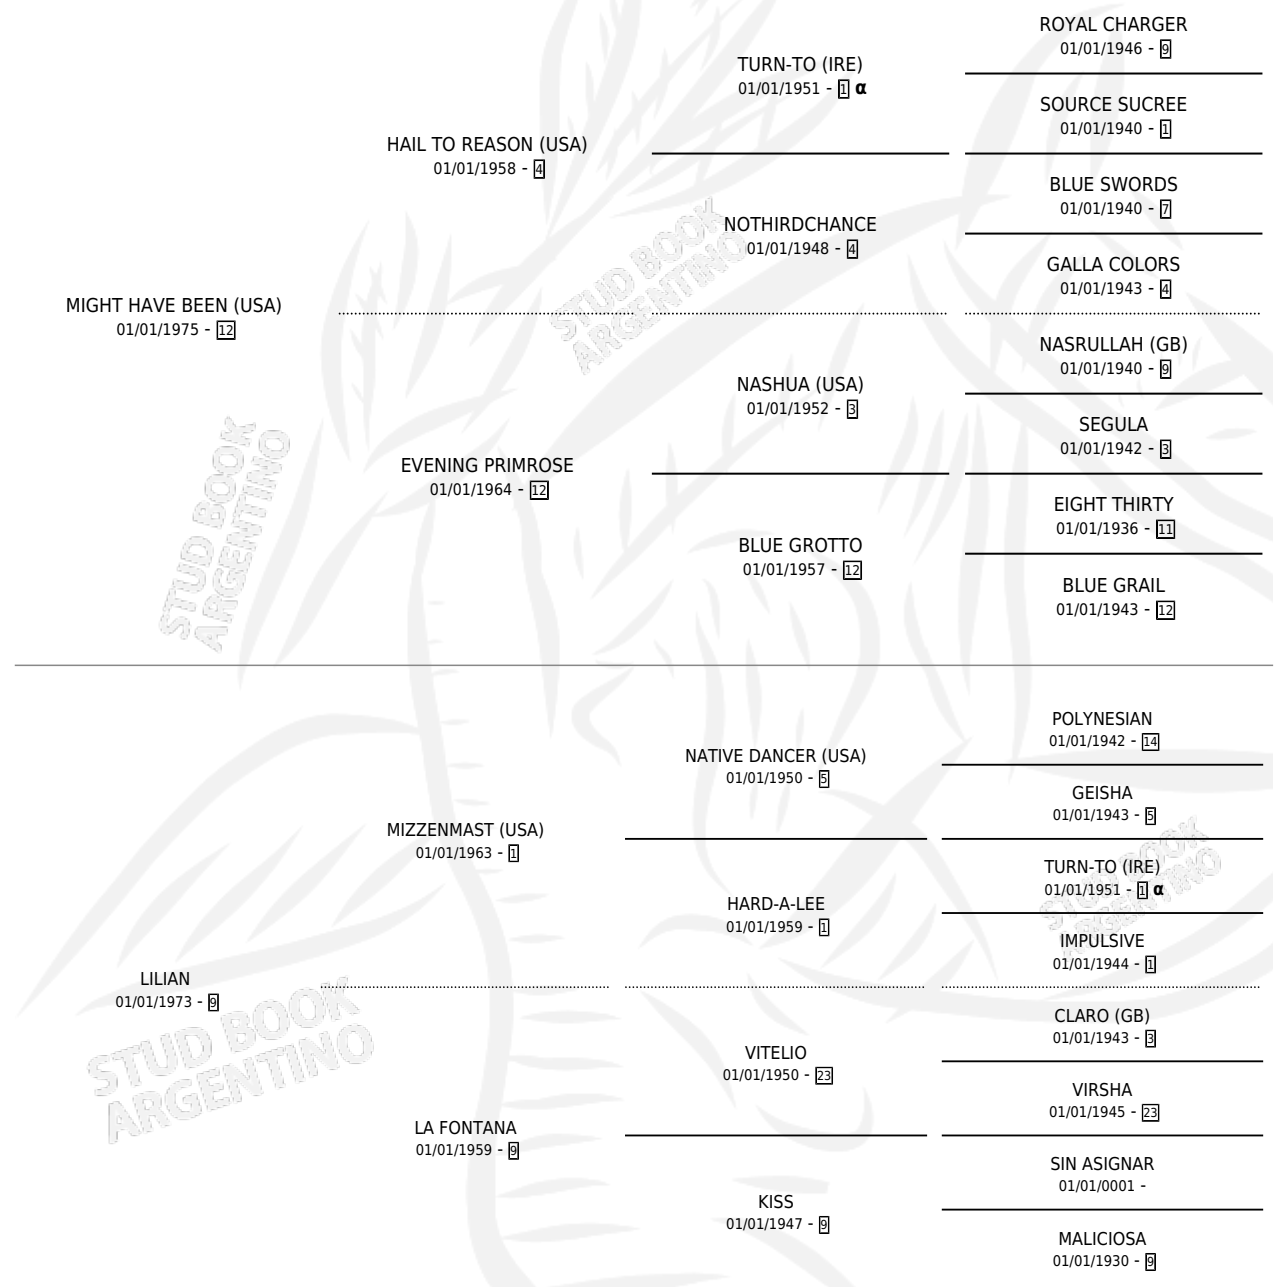 ROYAL CHARGER
01/01/1946 - 9
TURN-TO (IRE)
01/01/1951 - 1 α
SOURCE SUCREE
01/01/1940 - 1
HAIL TO REASON (USA)
01/01/1958 - 4
BLUE SWORDS
01/01/1940 - 7
NOTHIRDCHANCE
01/01/1948 - 4
GALLA COLORS
01/01/1943 - 4
STUD BOOK
ARGENTINO
MIGHT HAVE BEEN (USA)
01/01/1975 - 12
NASRULLAH (GB)
01/01/1940 - 9
NASHUA (USA)
01/01/1952 - 3
SEGULA
01/01/1942 - 3
EVENING PRIMROSE
01/01/1964 - 12
EIGHT THIRTY
01/01/1936 - 11
BLUE GROTTO
01/01/1957 - 12
BLUE GRAIL
01/01/1943 - 12
STUD BOOK
ARGENTINO
POLYNESIAN
01/01/1942 - 14
NATIVE DANCER (USA)
01/01/1950 - 5
GEISHA
01/01/1943 - 5
MIZZENMAST (USA)
01/01/1963 - 1
TURN-TO (IRE)
01/01/1951 - 1 α
HARD-A-LEE
01/01/1959 - 1
IMPULSIVE
01/01/1944 - 1
STUD BOOK
ARGENTINO
LILIAN
01/01/1973 - 9
CLARO (GB)
01/01/1943 - 3
VITELIO
01/01/1950 - 23
VIRSHA
01/01/1945 - 23
LA FONTANA
01/01/1959 - 9
SIN ASIGNAR
01/01/0001 -
KISS
01/01/1947 - 9
MALICIOSA
01/01/1930 - 9
STUD BOOK
ARGENTINO